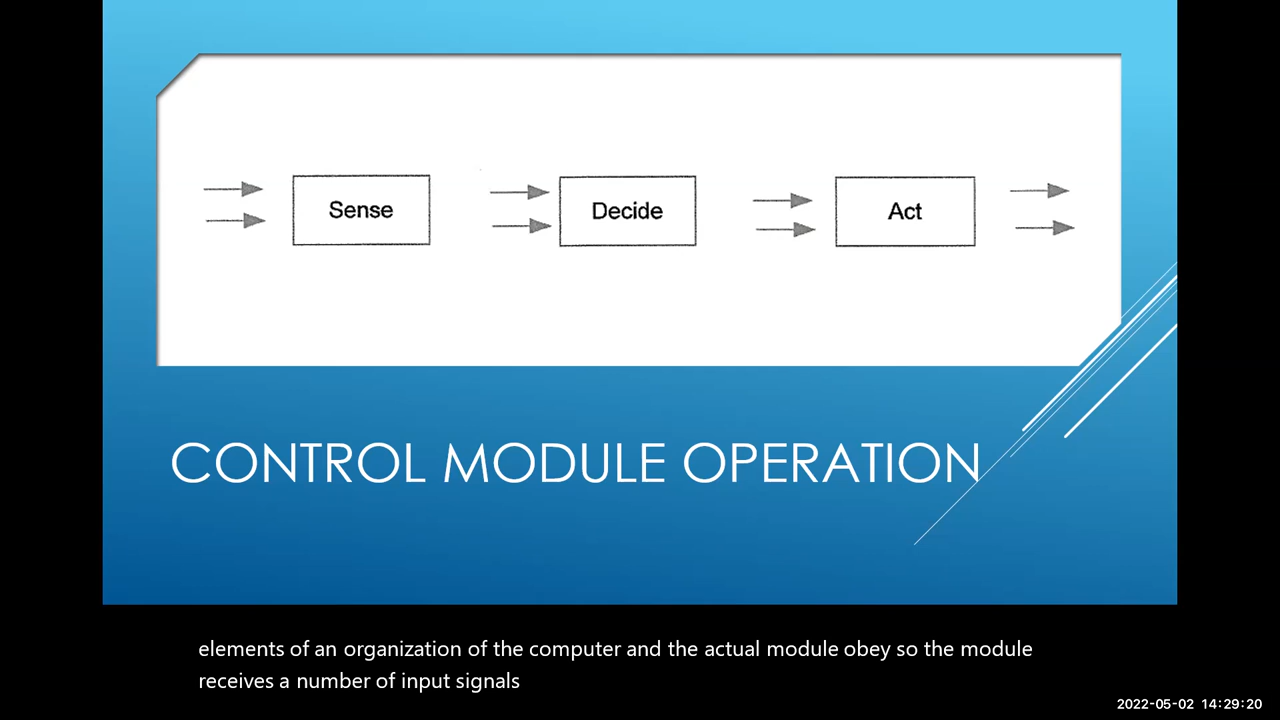 Sense Decide Act
CONTROL MODULE OPERATION
elements of an organization of the computer and the actual module obey so the module
receives a number of input signals
2022-05-02 14:29:20